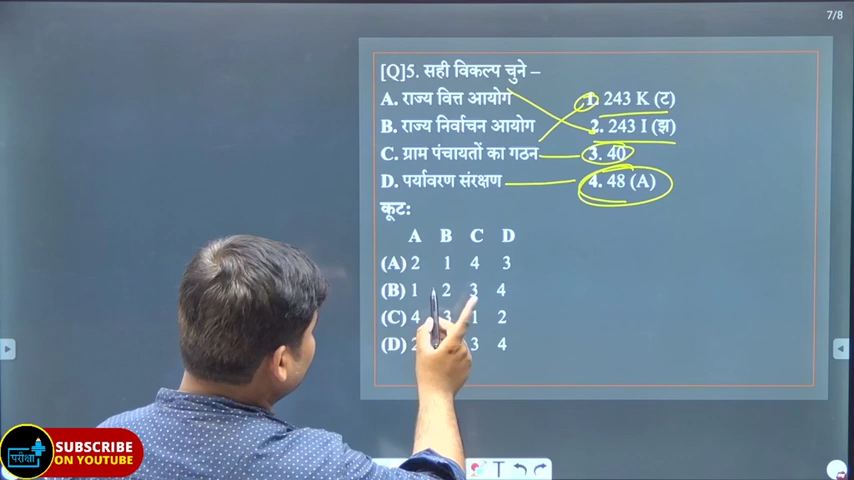 7/8
[Q]5. सही विकल्प चुने –
A. राज्य वित्त आयोग 1. 243 K (ट)
B. राज्य निर्वाचन आयोग 2. 243 I (झ)
C. ग्राम पंचायतों का गठन 3. 40
D. पर्यावरण संरक्षण 4. 48 (A)
कूट:
A B C D
(A) 2 1 4 3
(B) 1 2 3 4
(C) 4 3 1 2
(D) 2 3 4
परीक्षा
SUBSCRIBE
ON YOUTUBE
T